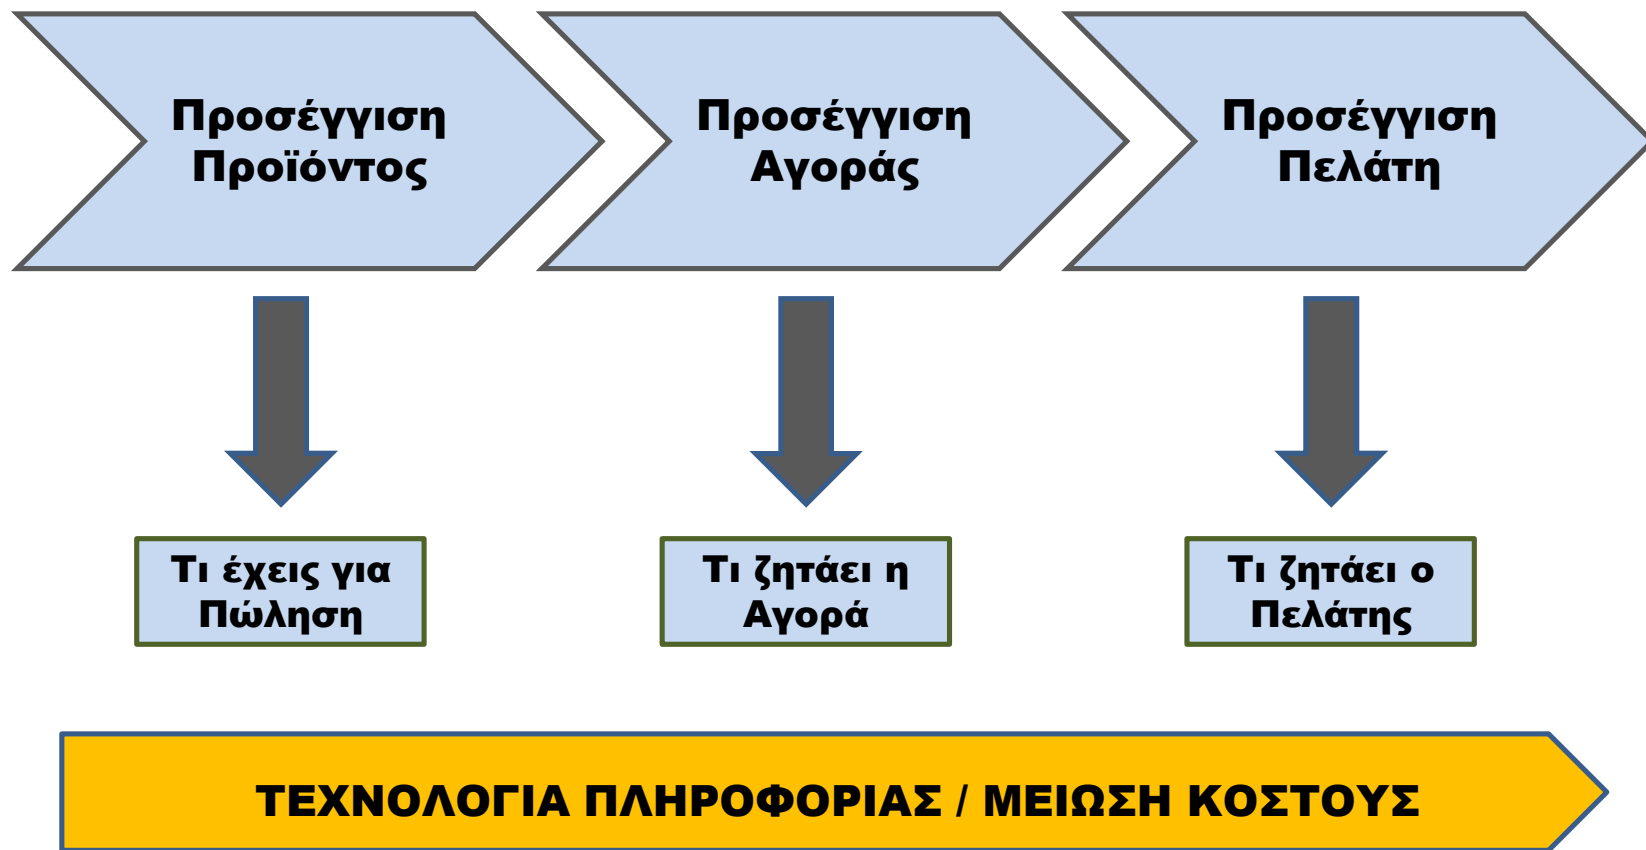 Προσέγγιση
Προϊόντος
Προσέγγιση
Αγοράς
Προσέγγιση
Πελάτη
Τι έχεις για
Πώληση
Τι ζητάει η
Αγορά
Τι ζητάει ο
Πελάτης
ΤΕΧΝΟΛΟΓΙΑ ΠΛΗΡΟΦΟΡΙΑΣ / ΜΕΙΩΣΗ ΚΟΣΤΟΥΣ